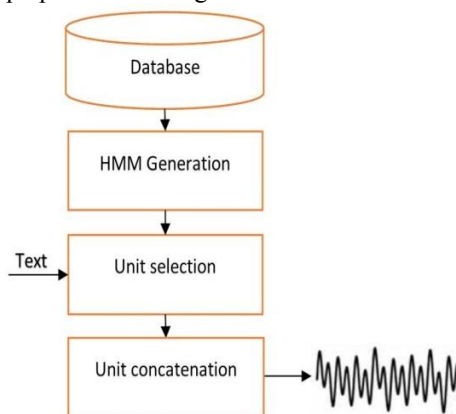 Database
HMM Generation
Text
Unit selection
Unit concatenation